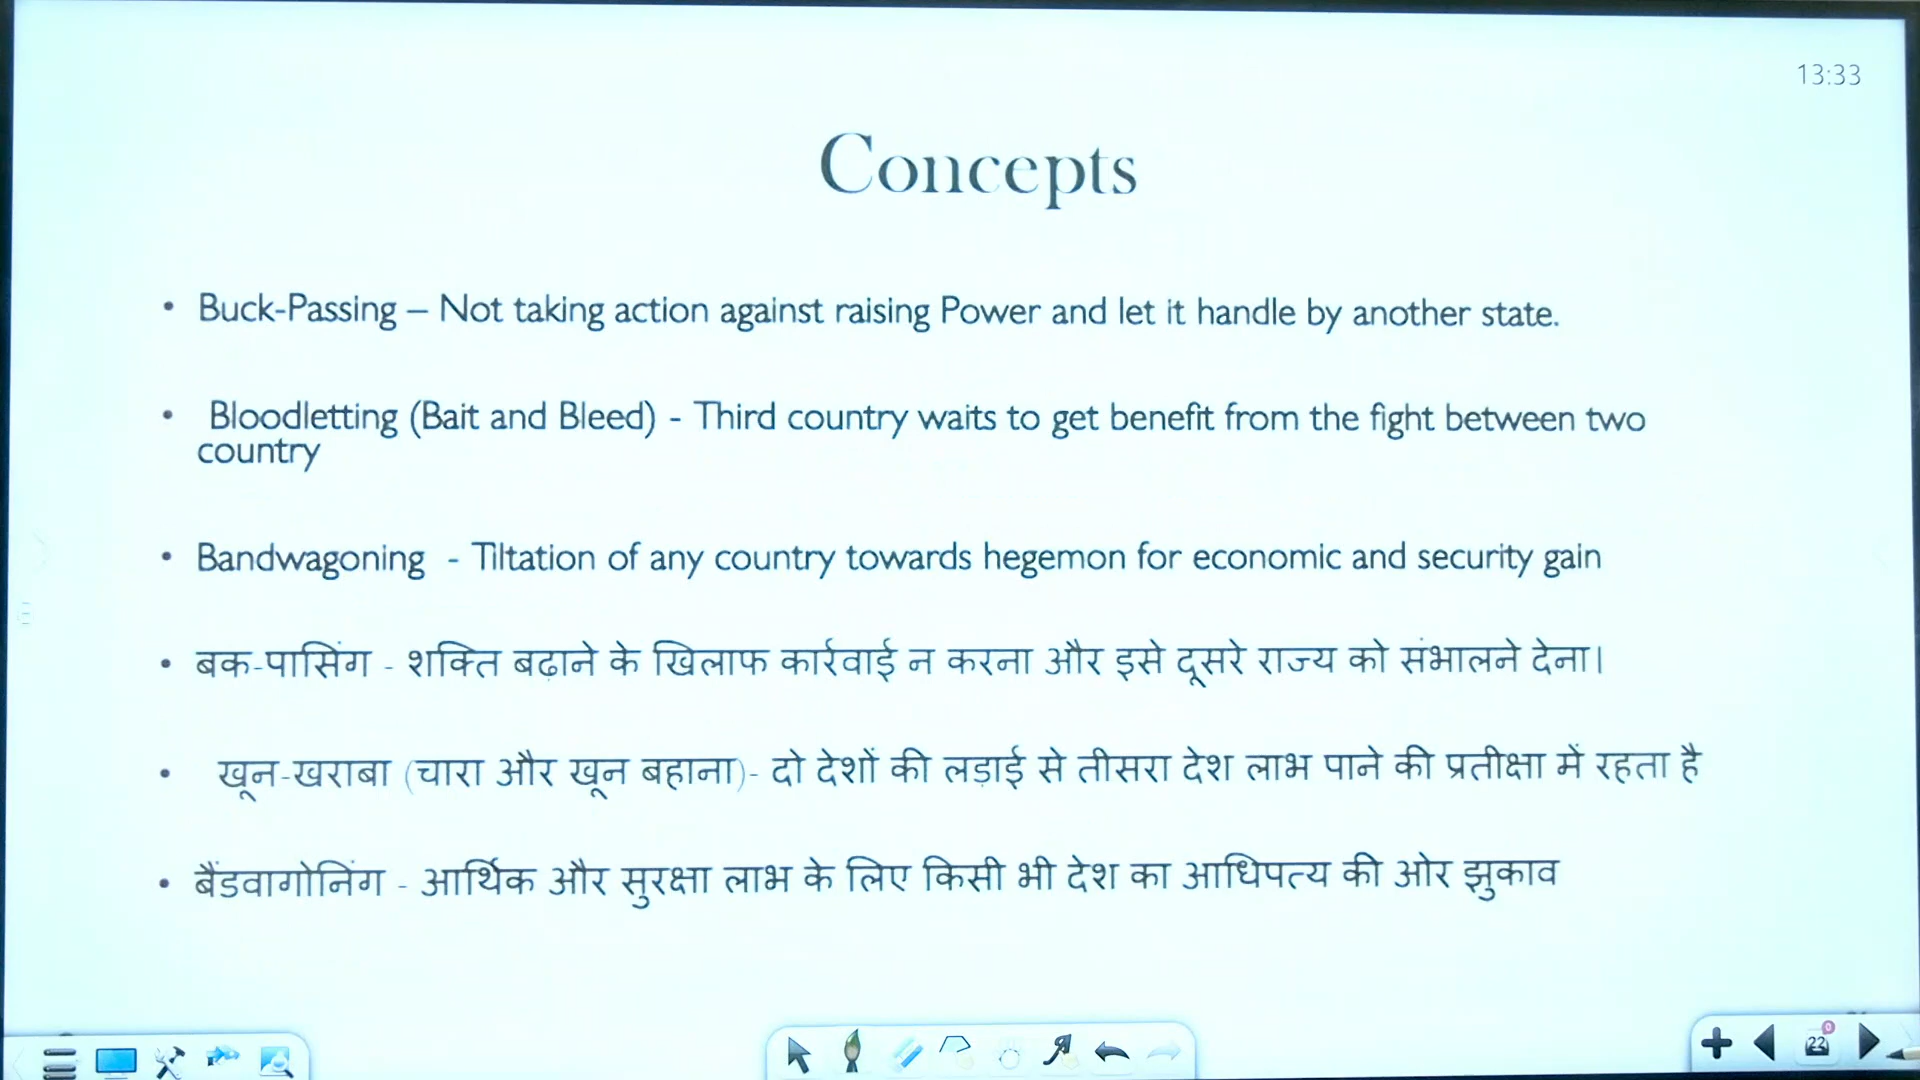 13:33
Concepts
• Buck-Passing – Not taking action against raising Power and let it handle by another state.
• Bloodletting (Bait and Bleed) - Third country waits to get benefit from the fight between two
country
• Bandwagoning - Tiltation of any country towards hegemon for economic and security gain
• बक-पासिंग - शक्ति बढ़ाने के खिलाफ कार्रवाई न करना और इसे दूसरे राज्य को संभालने देना।
• खून-खराबा (चारा और खून बहाना)- दो देशों की लड़ाई से तीसरा देश लाभ पाने की प्रतीक्षा में रहता है
• बैंडवागोनिंग - आर्थिक और सुरक्षा लाभ के लिए किसी भी देश का आधिपत्य की ओर झुकाव
0
22